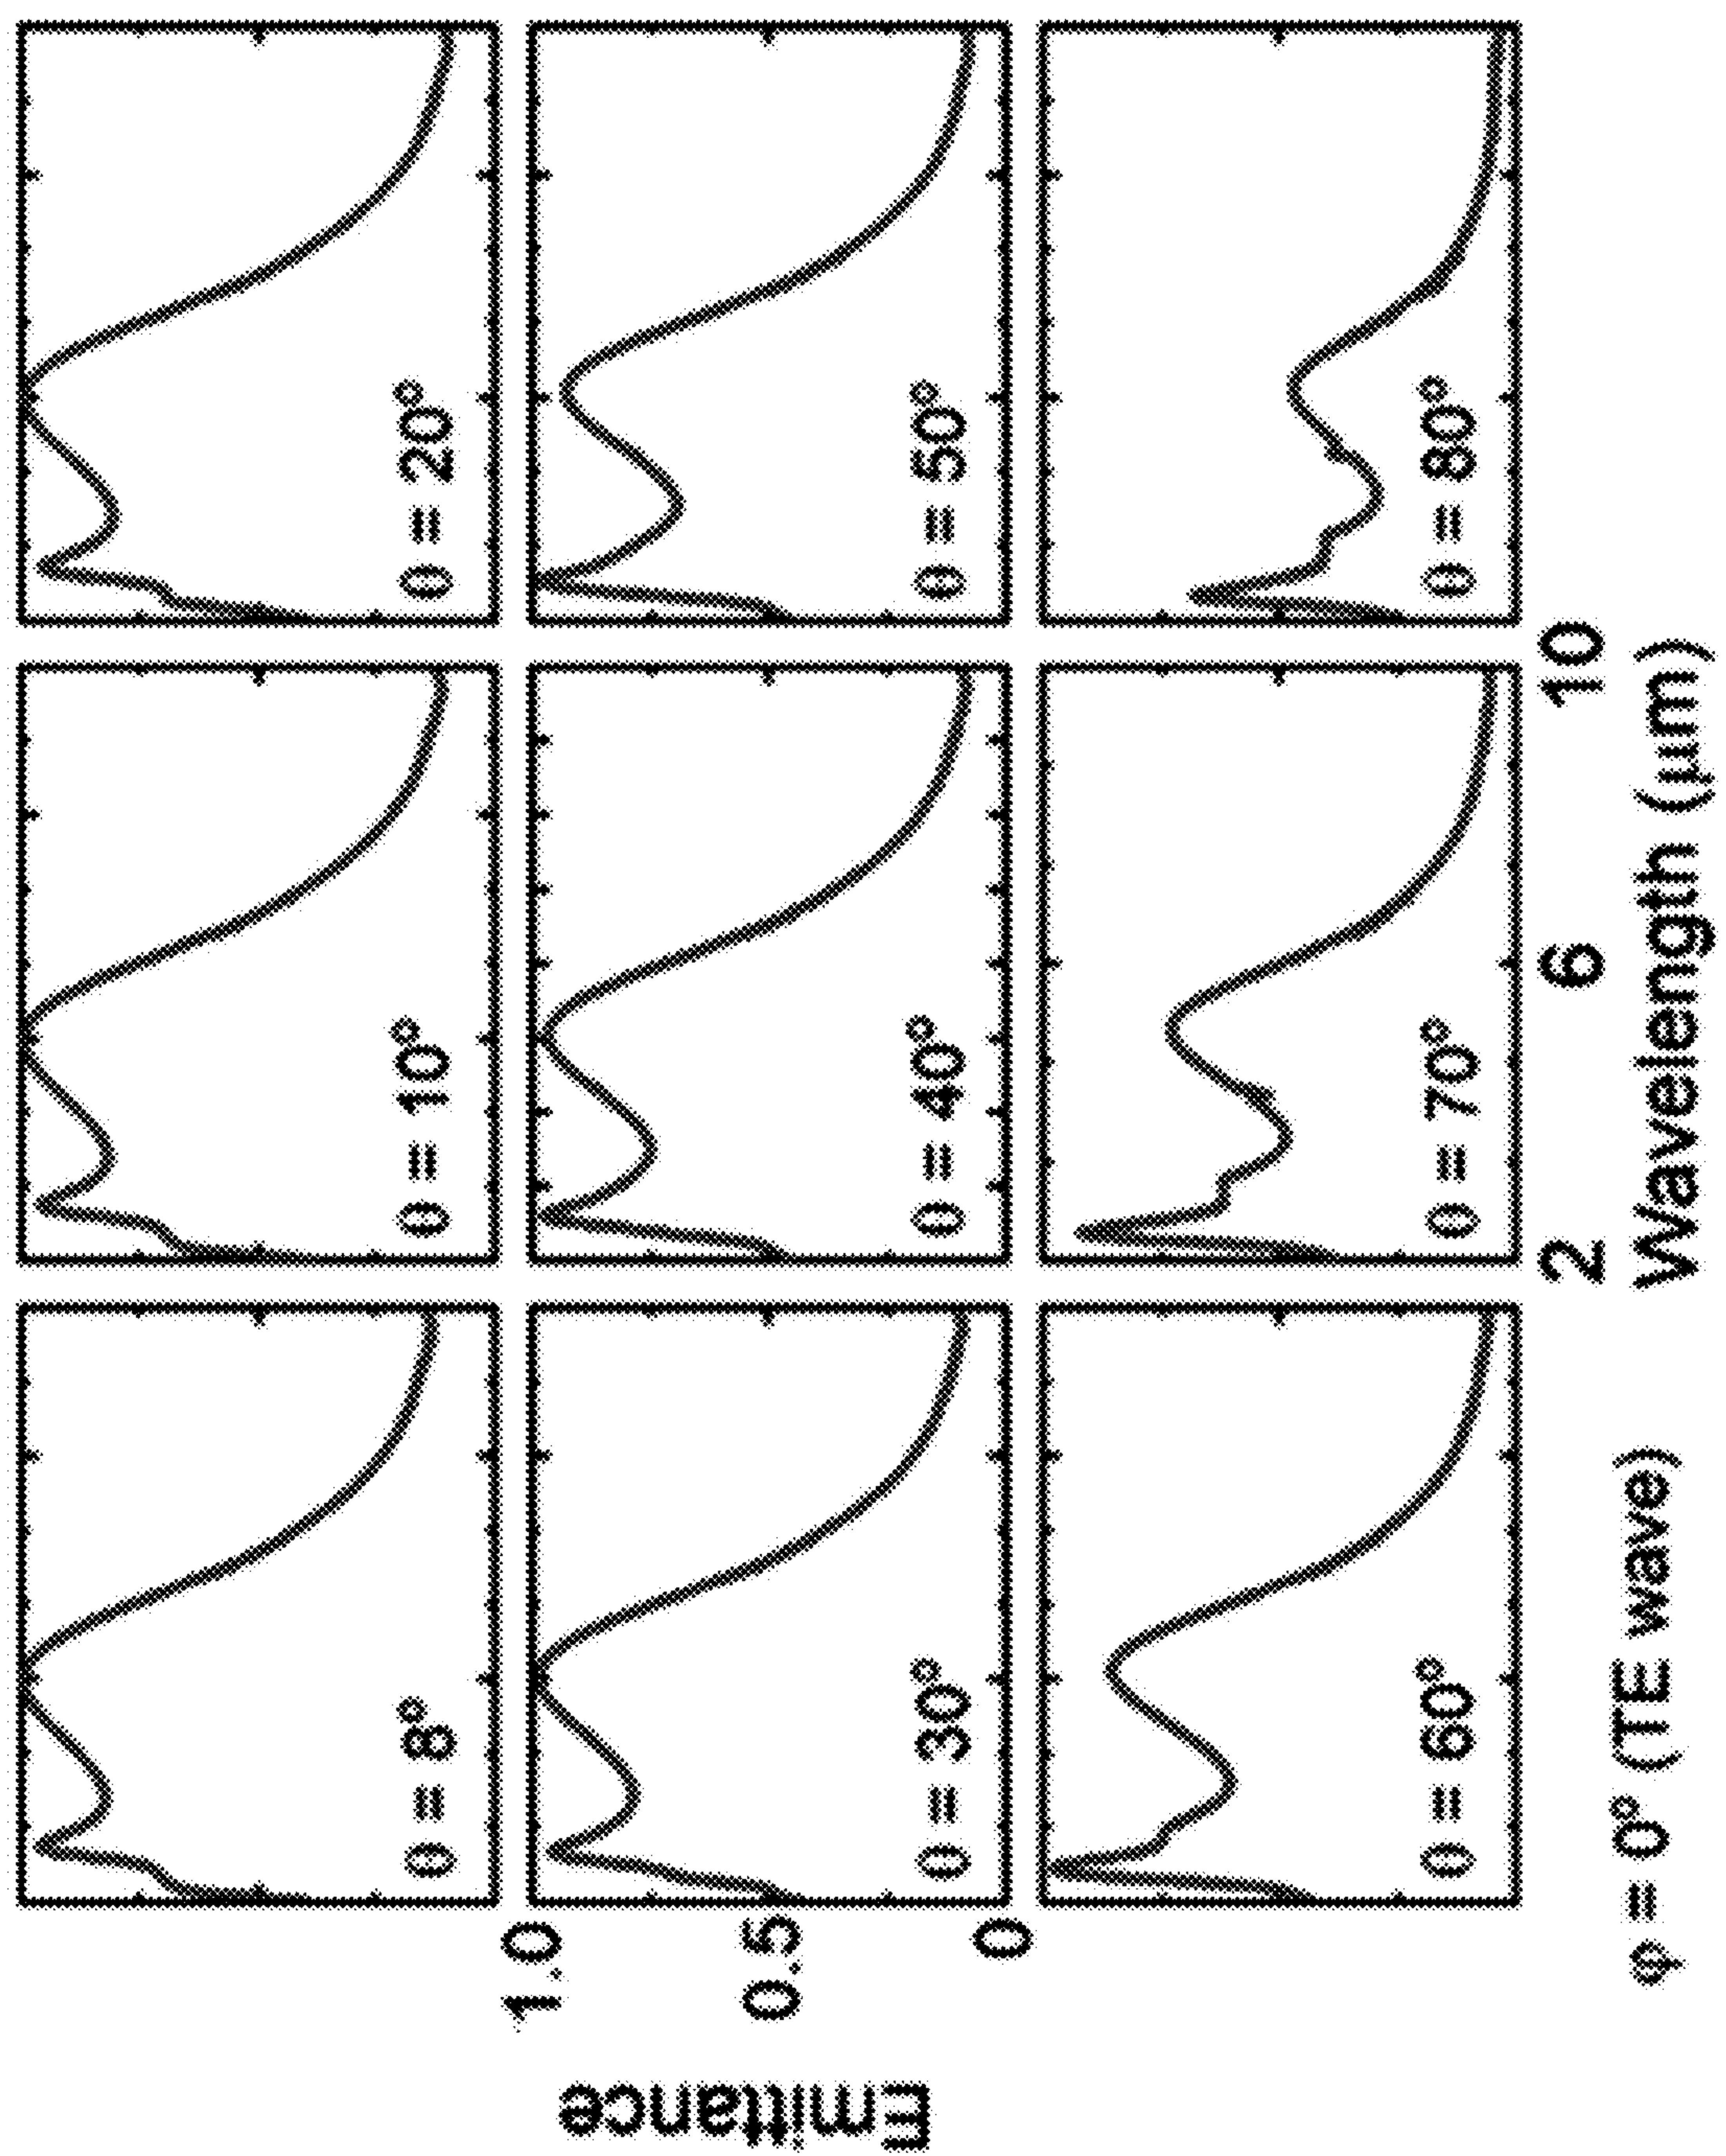 θ = 8°
θ = 10°
θ = 20°
Emittance
1.0
0.5
0
θ = 30°
θ = 40°
θ = 50°
θ = 60°
θ = 70°
θ = 80°
2 6 10
φ = 0° (TE wave)
Wavelength (μm)